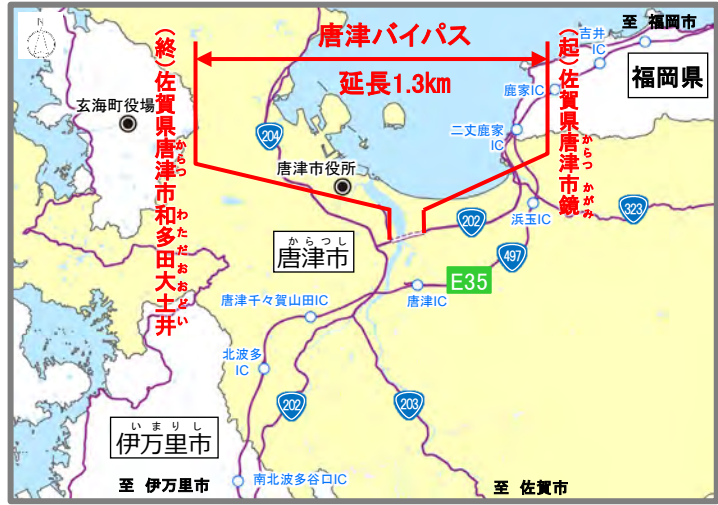 N
唐津バイパス
延長1.3km
至 福岡市
吉井
IC
福岡県
鹿家IC
二丈鹿家
IC
(起)佐賀県唐津市鏡
からつ かがみ
(終)佐賀県唐津市和多田大土井
からつ わただおおどい
玄海町役場
204
唐津市役所
202
浜玉IC
323
からつし
唐津市
497
E35
唐津IC
唐津千々賀山田IC
北波多
IC
202
203
いまりし
伊万里市
南北波多谷口IC
至 伊万里市
至 佐賀市